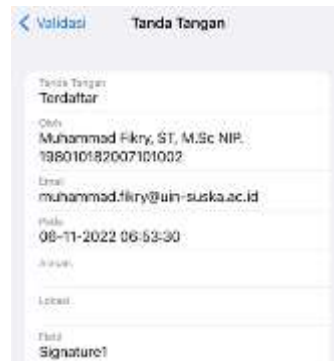 Validasi
Tanda Tangan
Tanda Tangan
Terdaftar
Oleh
Muhammad Fikry, ST, M.Sc NIP.
198010182007101002
Email
muhammad.fikry@uin-suska.ac.id
Pada
06-11-2022 06:53:30
Alasan
Lokasi
Field
Signature1